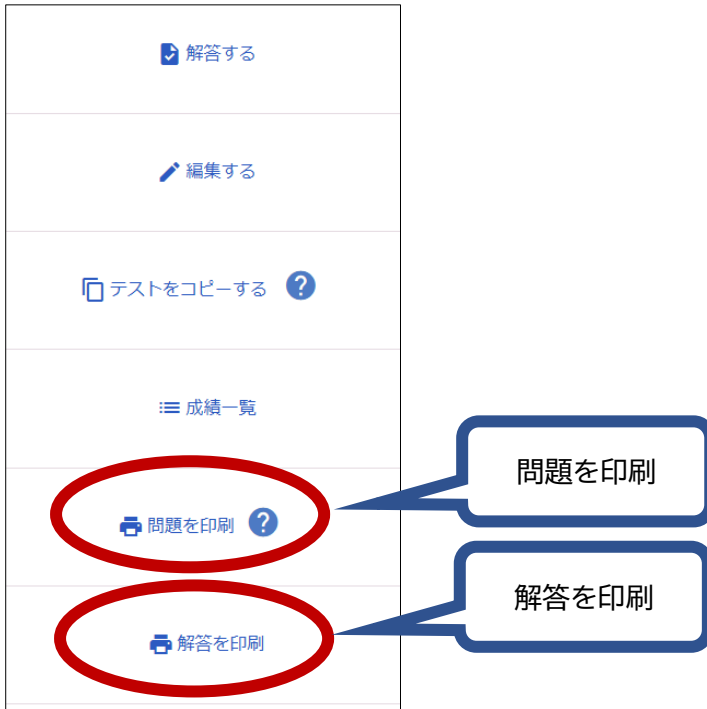 解答する
編集する
テストをコピーする ?
成績一覧
問題を印刷
問題を印刷 ?
解答を印刷
解答を印刷